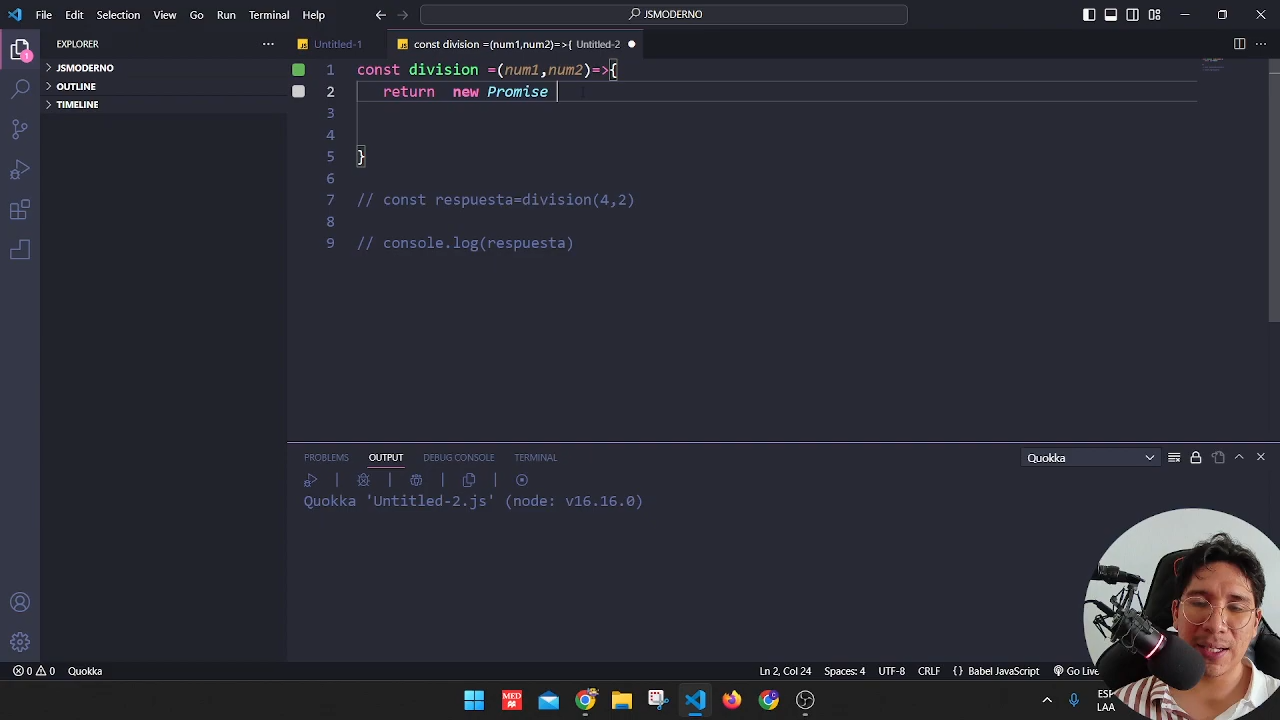 File Edit Selection View Go Run Terminal Help
JSMODERNO
EXPLORER
Untitled-1
const division =(num1,num2)=>{ Untitled-2
JSMODERNO
OUTLINE
TIMELINE
1
1 const division =(num1,num2)=>{
2 return new Promise
3
4
5 }
6
7 // const respuesta=division(4,2)
8
9 // console.log(respuesta)
PROBLEMS OUTPUT DEBUG CONSOLE TERMINAL
Quokka
Quokka 'Untitled-2.js' (node: v16.16.0)
0 0 Quokka
Ln 2, Col 24 Spaces: 4 UTF-8 CRLF {} Babel JavaScript Go Live
MED
ESP
LAA